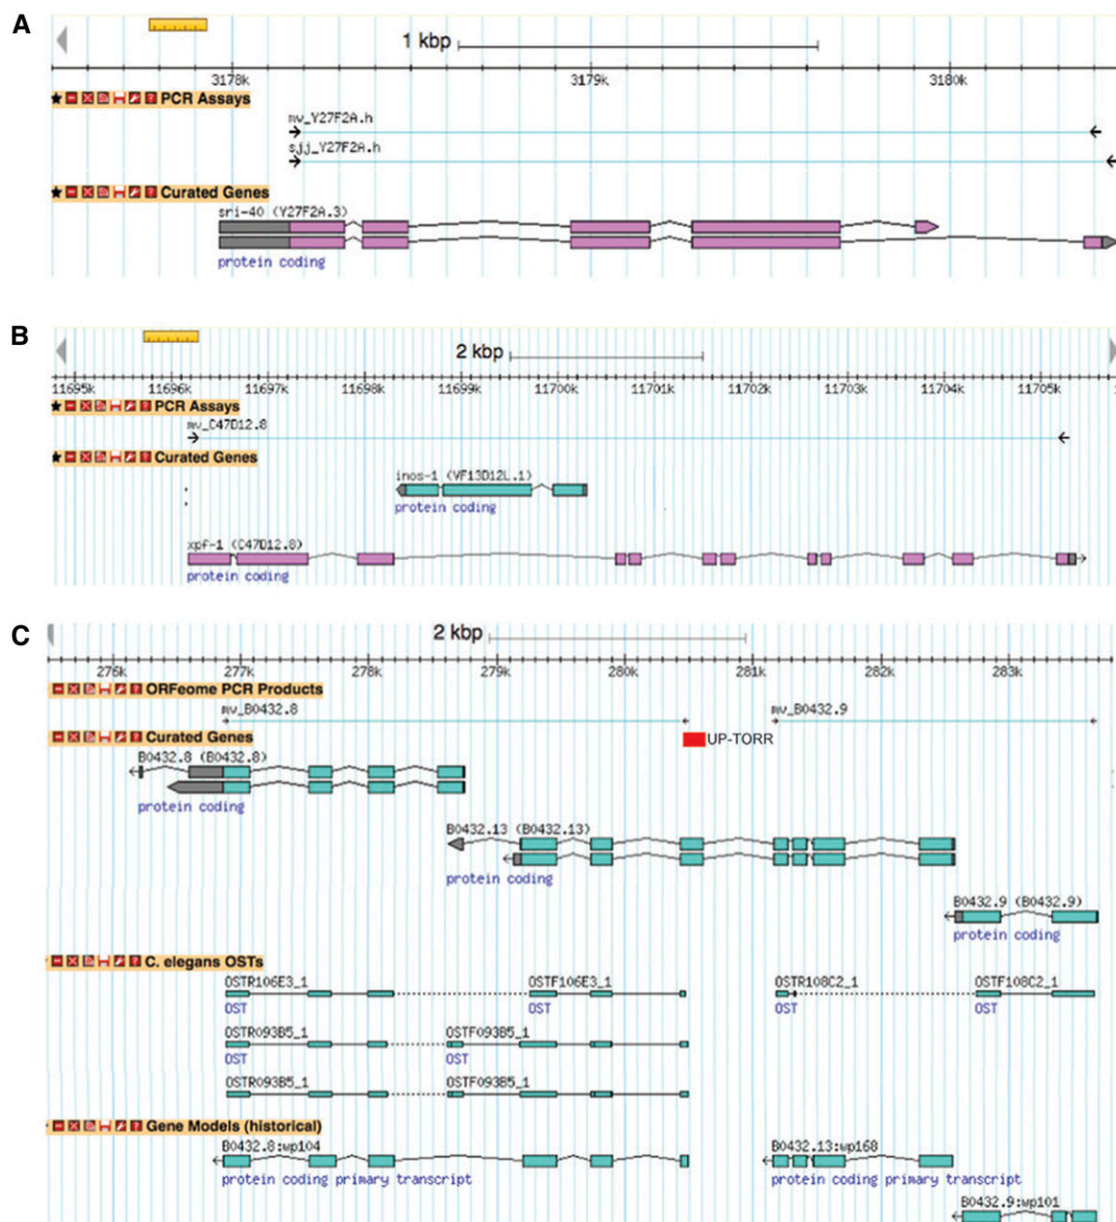 A
1 kbp
3178k 3179k 3180k
PCR Assays
mv_Y27F2A.h
sjj_Y27F2A.h
Curated Genes
sri-40 (Y27F2A.3)
protein coding
B
2 kbp
11695k 11696k 11697k 11698k 11699k 11700k 11701k 11702k 11703k 11704k 11705k
PCR Assays
mv_C47D12.8
Curated Genes
inos-1 (VF13D12L.1)
protein coding
xpf-1 (C47D12.8)
protein coding
C
2 kbp
276k 277k 278k 279k 280k 281k 282k 283k
ORFeome PCR Products
mv_B0432.8 mv_B0432.9
Curated Genes
UP-TORR
B0432.8 (B0432.8)
protein coding
B0432.13 (B0432.13)
protein coding
B0432.9 (B0432.9)
protein coding
C. elegans OSTs
OSTR106E3_1 OSTF106E3_1 OSTR108C2_1 OSTF108C2_1
OST OST OST OST
OSTR093B5_1 OSTF093B5_1
OST OST
OSTR093B5_1 OSTF093B5_1
Gene Models (historical)
B0432.8:wp104 B0432.13:wp168
protein coding primary transcript protein coding primary transcript
B0432.9:wp101